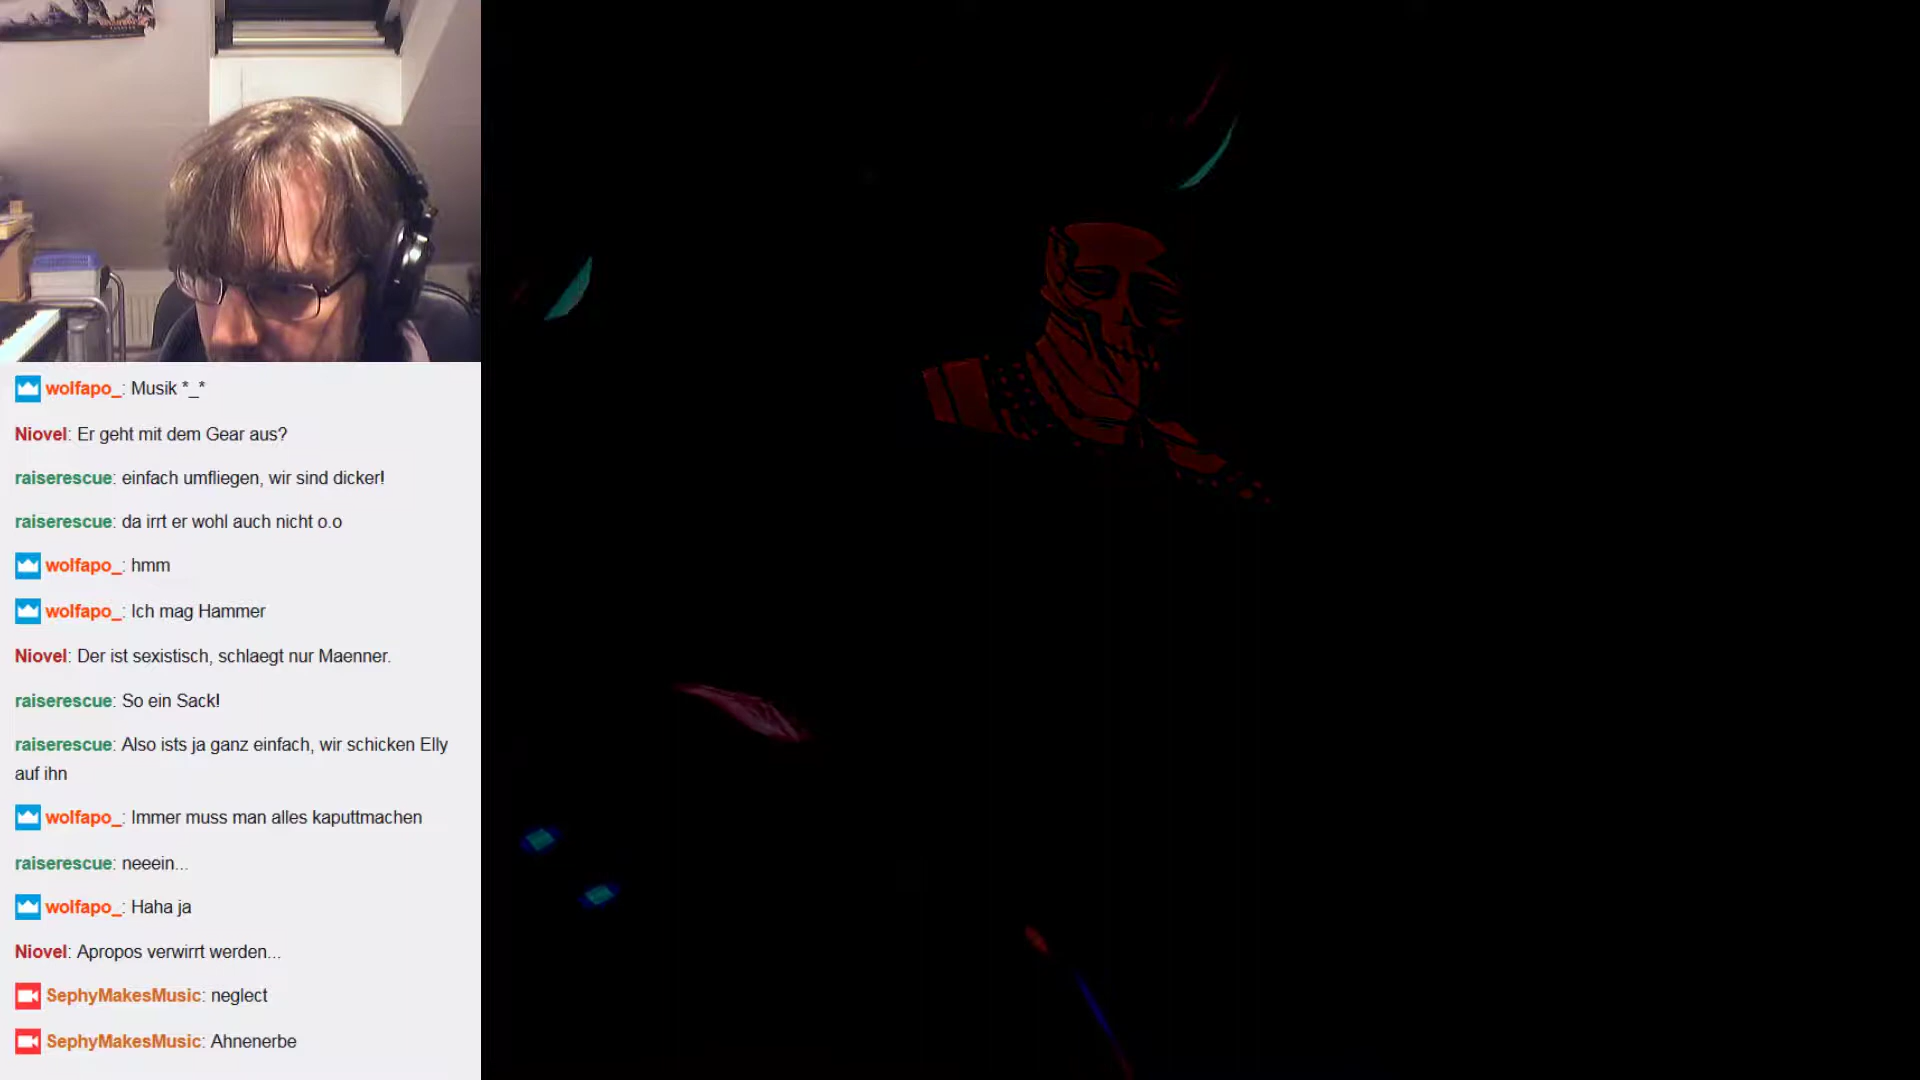 wolfapo_: Musik *_*
Niovel: Er geht mit dem Gear aus?
raiserescue: einfach umfliegen, wir sind dicker!
raiserescue: da irrt er wohl auch nicht o.o
wolfapo_: hmm
wolfapo_: Ich mag Hammer
Niovel: Der ist sexistisch, schlaegt nur Maenner.
raiserescue: So ein Sack!
raiserescue: Also ists ja ganz einfach, wir schicken Elly
auf ihn
wolfapo_: Immer muss man alles kaputtmachen
raiserescue: neeein...
wolfapo_: Haha ja
Niovel: Apropos verwirrt werden...
SephyMakesMusic: neglect
SephyMakesMusic: Ahnenerbe